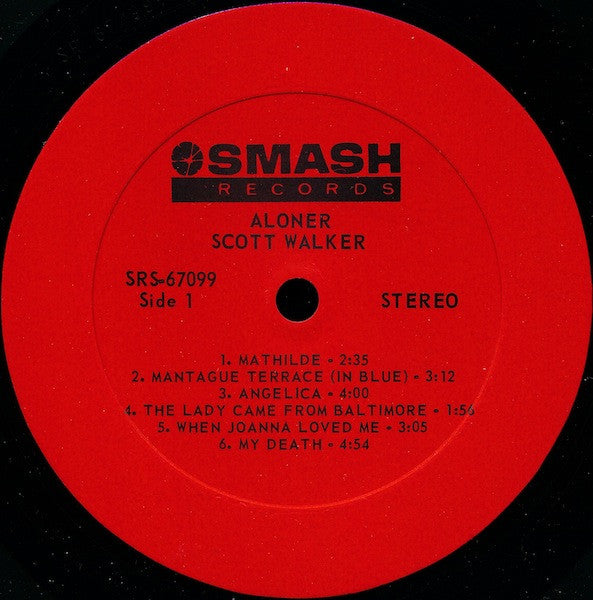 SMASH
RECORDS
ALONER
SCOTT WALKER
SRS-67099
Side 1
STEREO
1. MATHILDE - 2:35
2. MANTAGUE TERRACE (IN BLUE) - 3:12
3. ANGELICA - 4:00
4. THE LADY CAME FROM BALTIMORE - 1:56
5. WHEN JOANNA LOVED ME - 3:05
6. MY DEATH - 4:54